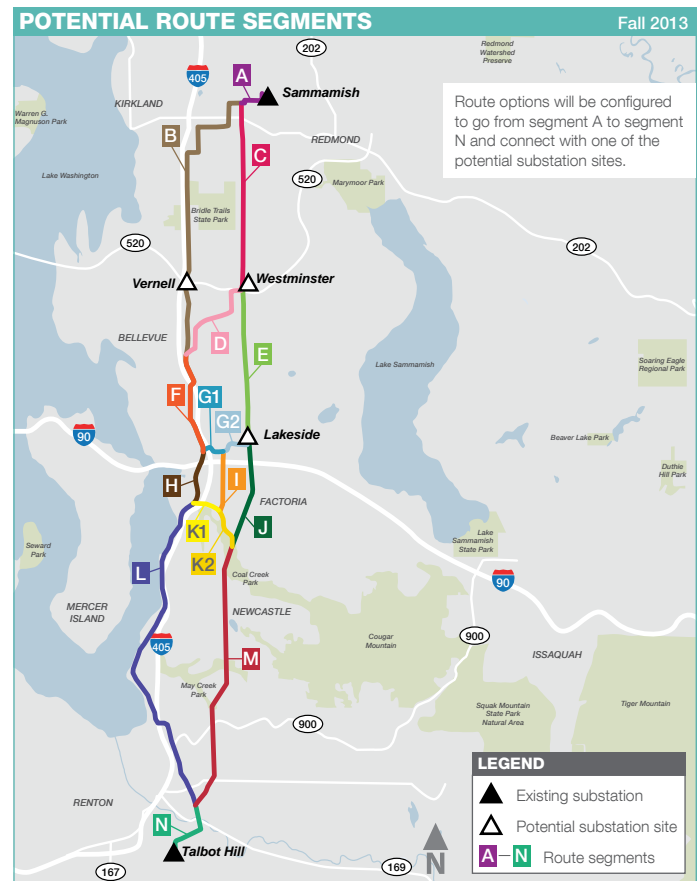 POTENTIAL ROUTE SEGMENTS
Fall 2013
202
Redmond
Watershed
Preserve
405
A
Sammamish
KIRKLAND
Warren G.
Magnuson Park
Route options will be configured
to go from segment A to segment
N and connect with one of the
potential substation sites.
B
REDMOND
C
Lake Washington
520
Marymoor Park
Bridle Trails
State Park
520
202
Vernell
Westminster
BELLEVUE
D
E
Lake Sammamish
Soaring Eagle
Regional Park
F
G1
G2
Lakeside
90
Beaver Lake Park
Duthie
Hill Park
H
I
FACTORIA
J
K1
Lake
Sammamish
State Park
Seward
Park
K2
L
Coal Creek
Park
90
MERCER
ISLAND
NEWCASTLE
900
405
Cougar
Mountain
ISSAQUAH
M
May Creek
Park
Squak Mountain
State Park
Natural Area
Tiger Mountain
900
LEGEND
Existing substation
Potential substation site
A – N Route segments
RENTON
N
Talbot Hill
167
169
N